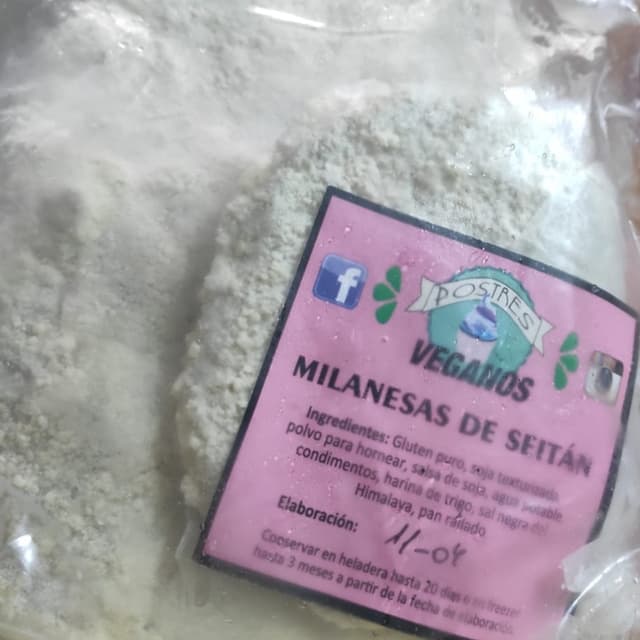 f
POSTRES
VEGANOS
MILANESAS DE SEITÁN
Ingredientes: Gluten puro, soja texturizada,
polvo para hornear, salsa de soja, agua potable,
condimentos, harina de trigo, sal negra del
Himalaya, pan rallado
Elaboración: 11-04
Conservar en heladera hasta 20 días o en freezer
hasta 3 meses a partir de la fecha de elaboración.